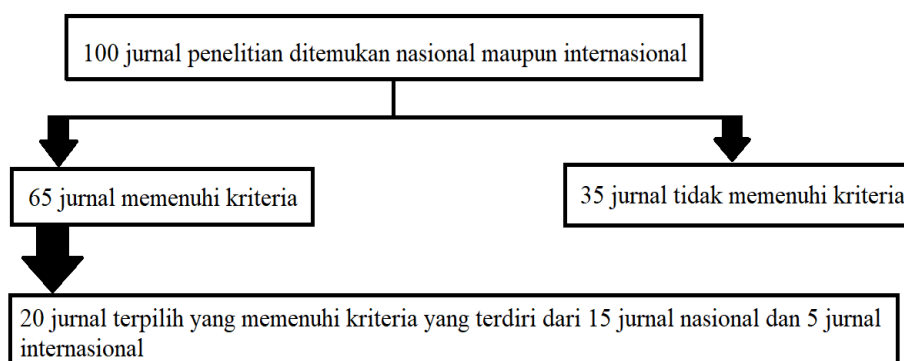 100 jurnal penelitian ditemukan nasional maupun internasional
65 jurnal memenuhi kriteria
35 jurnal tidak memenuhi kriteria
20 jurnal terpilih yang memenuhi kriteria yang terdiri dari 15 jurnal nasional dan 5 jurnal
internasional